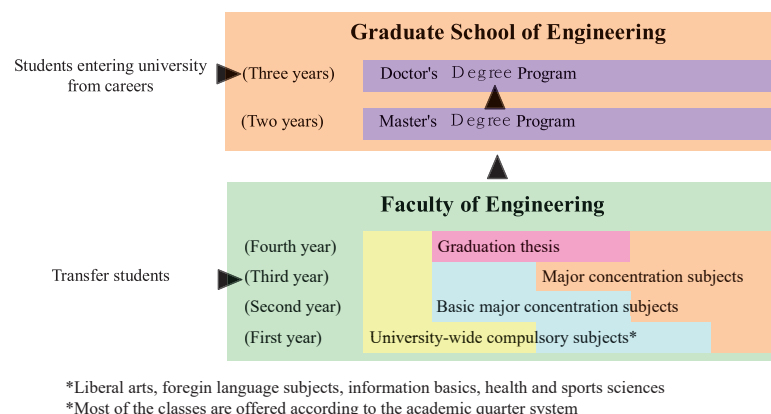 Graduate School of Engineering
Students entering university
from careers
(Three years) Doctor's Degree Program
(Two years) Master's Degree Program
Faculty of Engineering
(Fourth year) Graduation thesis
Transfer students
(Third year) Major concentration subjects
(Second year) Basic major concentration subjects
(First year) University-wide compulsory subjects*
*Liberal arts, foregin language subjects, information basics, health and sports sciences
*Most of the classes are offered according to the academic quarter system